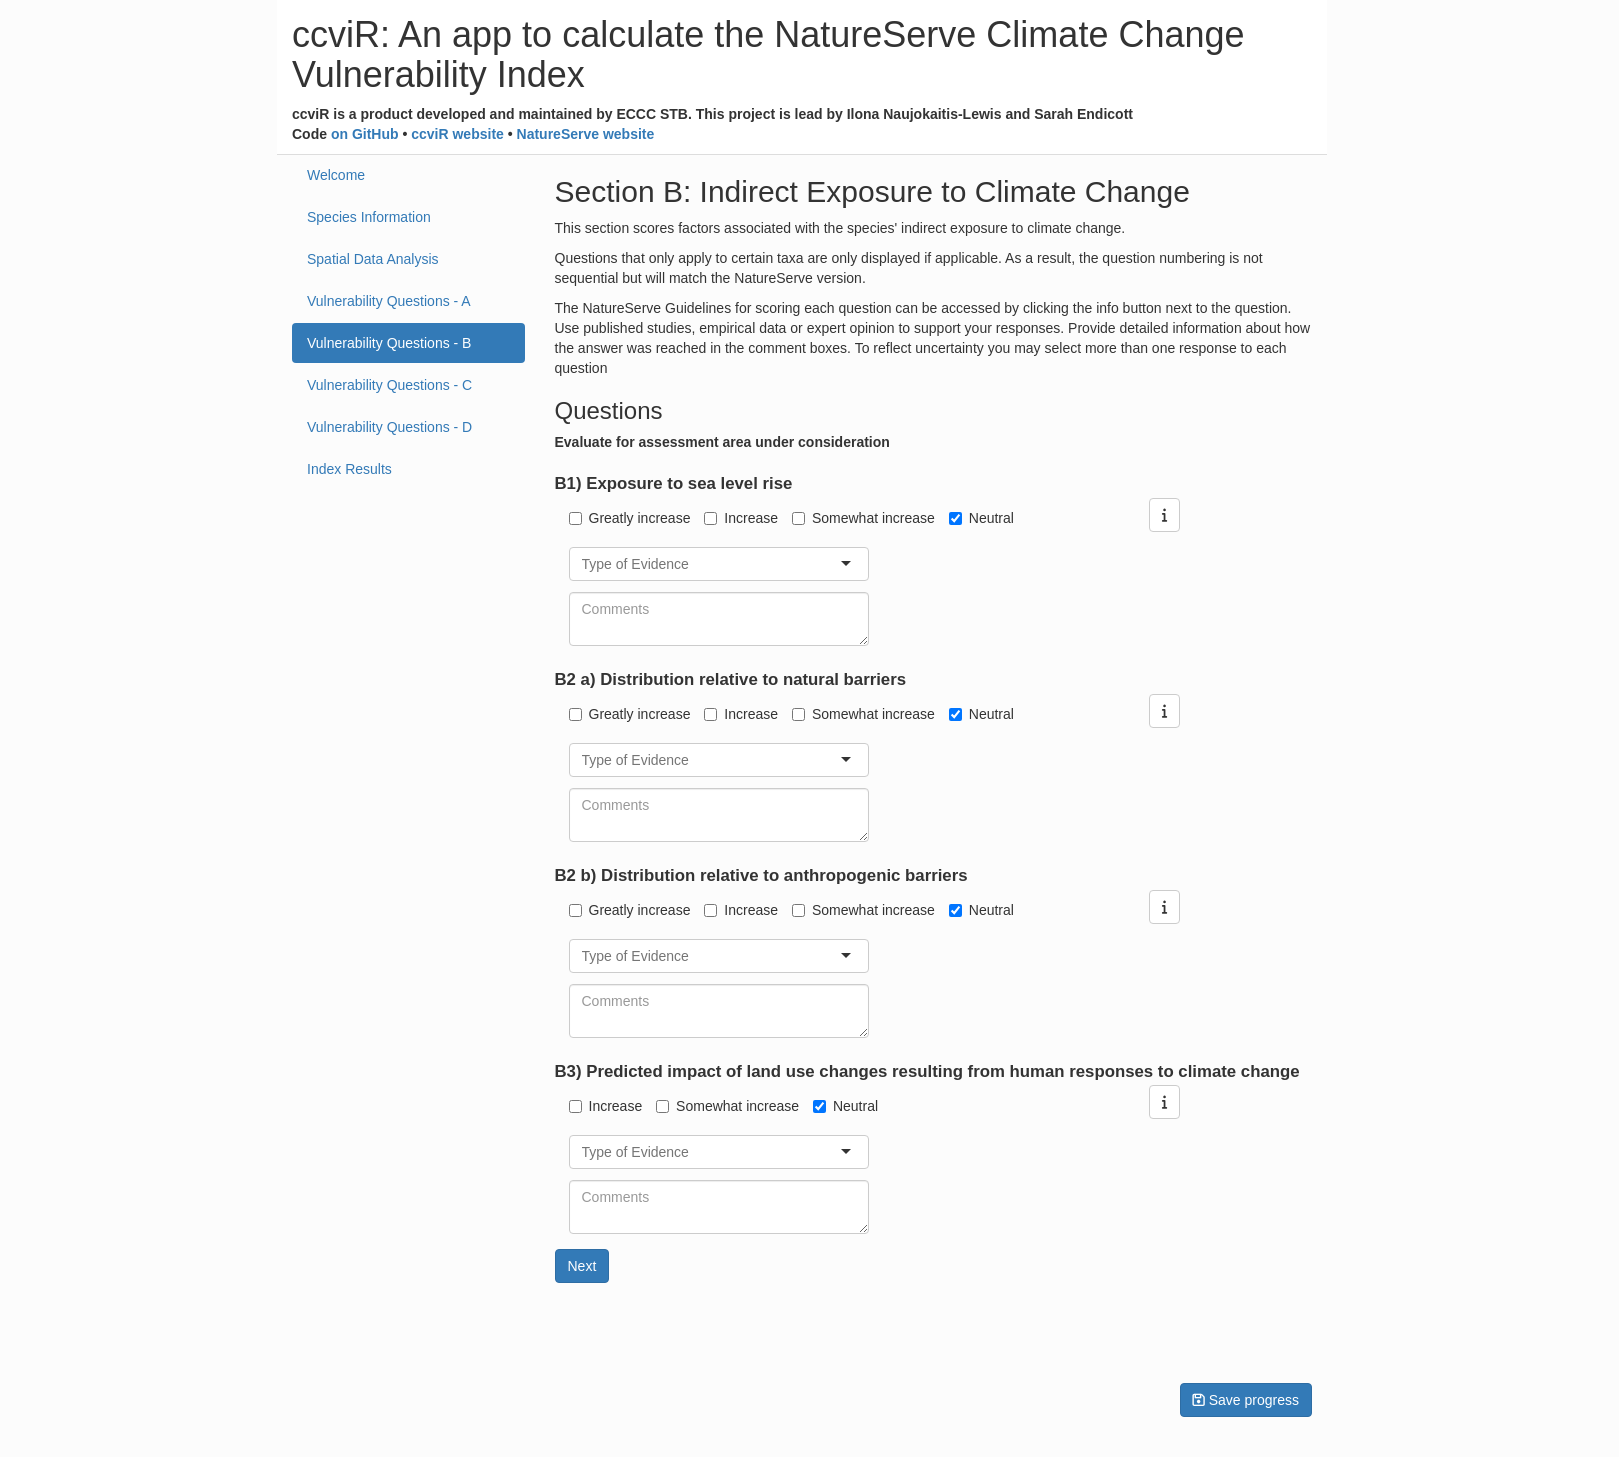 ccviR: An app to calculate the NatureServe Climate Change
Vulnerability Index
ccviR is a product developed and maintained by ECCC STB. This project is lead by Ilona Naujokaitis-Lewis and Sarah Endicott
Code on GitHub • ccviR website • NatureServe website
Welcome
Species Information
Spatial Data Analysis
Vulnerability Questions - A
Vulnerability Questions - B
Vulnerability Questions - C
Vulnerability Questions - D
Index Results
Section B: Indirect Exposure to Climate Change
This section scores factors associated with the species' indirect exposure to climate change.
Questions that only apply to certain taxa are only displayed if applicable. As a result, the question numbering is not
sequential but will match the NatureServe version.
The NatureServe Guidelines for scoring each question can be accessed by clicking the info button next to the question.
Use published studies, empirical data or expert opinion to support your responses. Provide detailed information about how
the answer was reached in the comment boxes. To reflect uncertainty you may select more than one response to each
question
Questions
Evaluate for assessment area under consideration
B1) Exposure to sea level rise
Greatly increase Increase Somewhat increase Neutral
Type of Evidence
Comments
B2 a) Distribution relative to natural barriers
Greatly increase Increase Somewhat increase Neutral
Type of Evidence
Comments
B2 b) Distribution relative to anthropogenic barriers
Greatly increase Increase Somewhat increase Neutral
Type of Evidence
Comments
B3) Predicted impact of land use changes resulting from human responses to climate change
Increase Somewhat increase Neutral
Type of Evidence
Comments
Next
Save progress